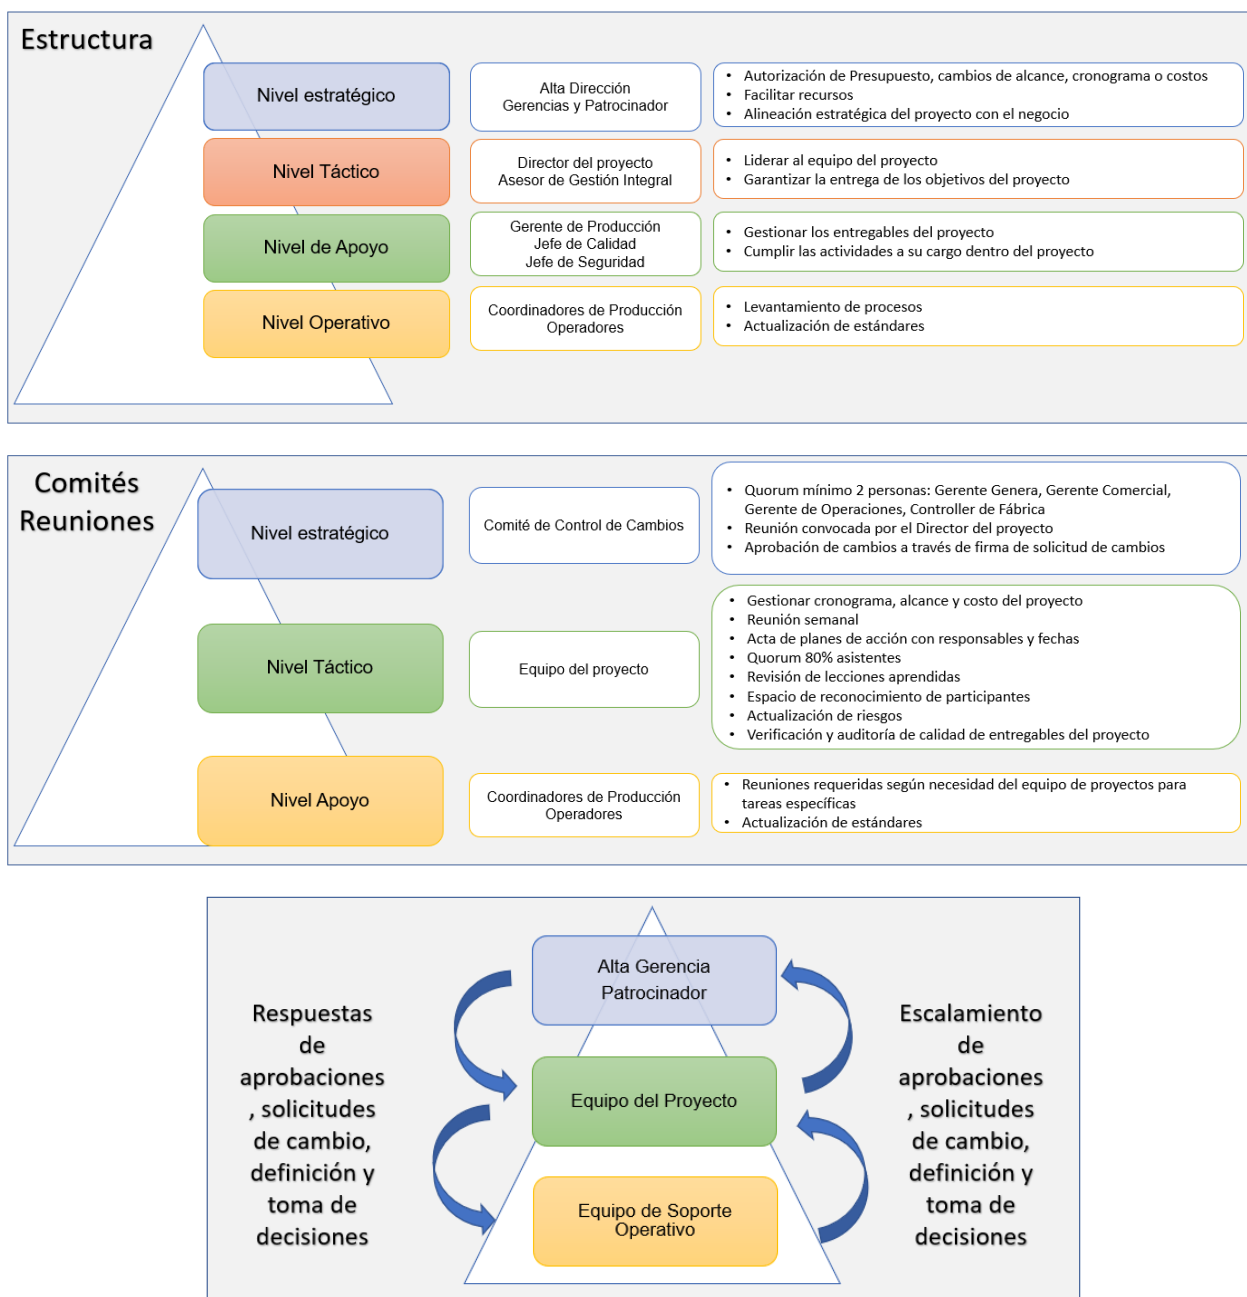 Estructura
Nivel estratégico
Alta Dirección
Gerencias y Patrocinador
• Autorización de Presupuesto, cambios de alcance, cronograma o costos
• Facilitar recursos
• Alineación estratégica del proyecto con el negocio
Nivel Táctico
Director del proyecto
Asesor de Gestión Integral
• Liderar al equipo del proyecto
• Garantizar la entrega de los objetivos del proyecto
Nivel de Apoyo
Gerente de Producción
Jefe de Calidad
Jefe de Seguridad
• Gestionar los entregables del proyecto
• Cumplir las actividades a su cargo dentro del proyecto
Nivel Operativo
Coordinadores de Producción
Operadores
• Levantamiento de procesos
• Actualización de estándares
Comités
Reuniones
Nivel estratégico
Comité de Control de Cambios
• Quorum mínimo 2 personas: Gerente Genera, Gerente Comercial,
Gerente de Operaciones, Controller de Fábrica
• Reunión convocada por el Director del proyecto
• Aprobación de cambios a través de firma de solicitud de cambios
Nivel Táctico
Equipo del proyecto
• Gestionar cronograma, alcance y costo del proyecto
• Reunión semanal
• Acta de planes de acción con responsables y fechas
• Quorum 80% asistentes
• Revisión de lecciones aprendidas
• Espacio de reconocimiento de participantes
• Actualización de riesgos
• Verificación y auditoría de calidad de entregables del proyecto
Nivel Apoyo
Coordinadores de Producción
Operadores
• Reuniones requeridas según necesidad del equipo de proyectos para
tareas específicas
• Actualización de estándares
Respuestas
de
aprobaciones
, solicitudes
de cambio,
definición y
toma de
decisiones
Alta Gerencia
Patrocinador
Equipo del Proyecto
Equipo de Soporte
Operativo
Escalamiento
de
aprobaciones
, solicitudes
de cambio,
definición y
toma de
decisiones